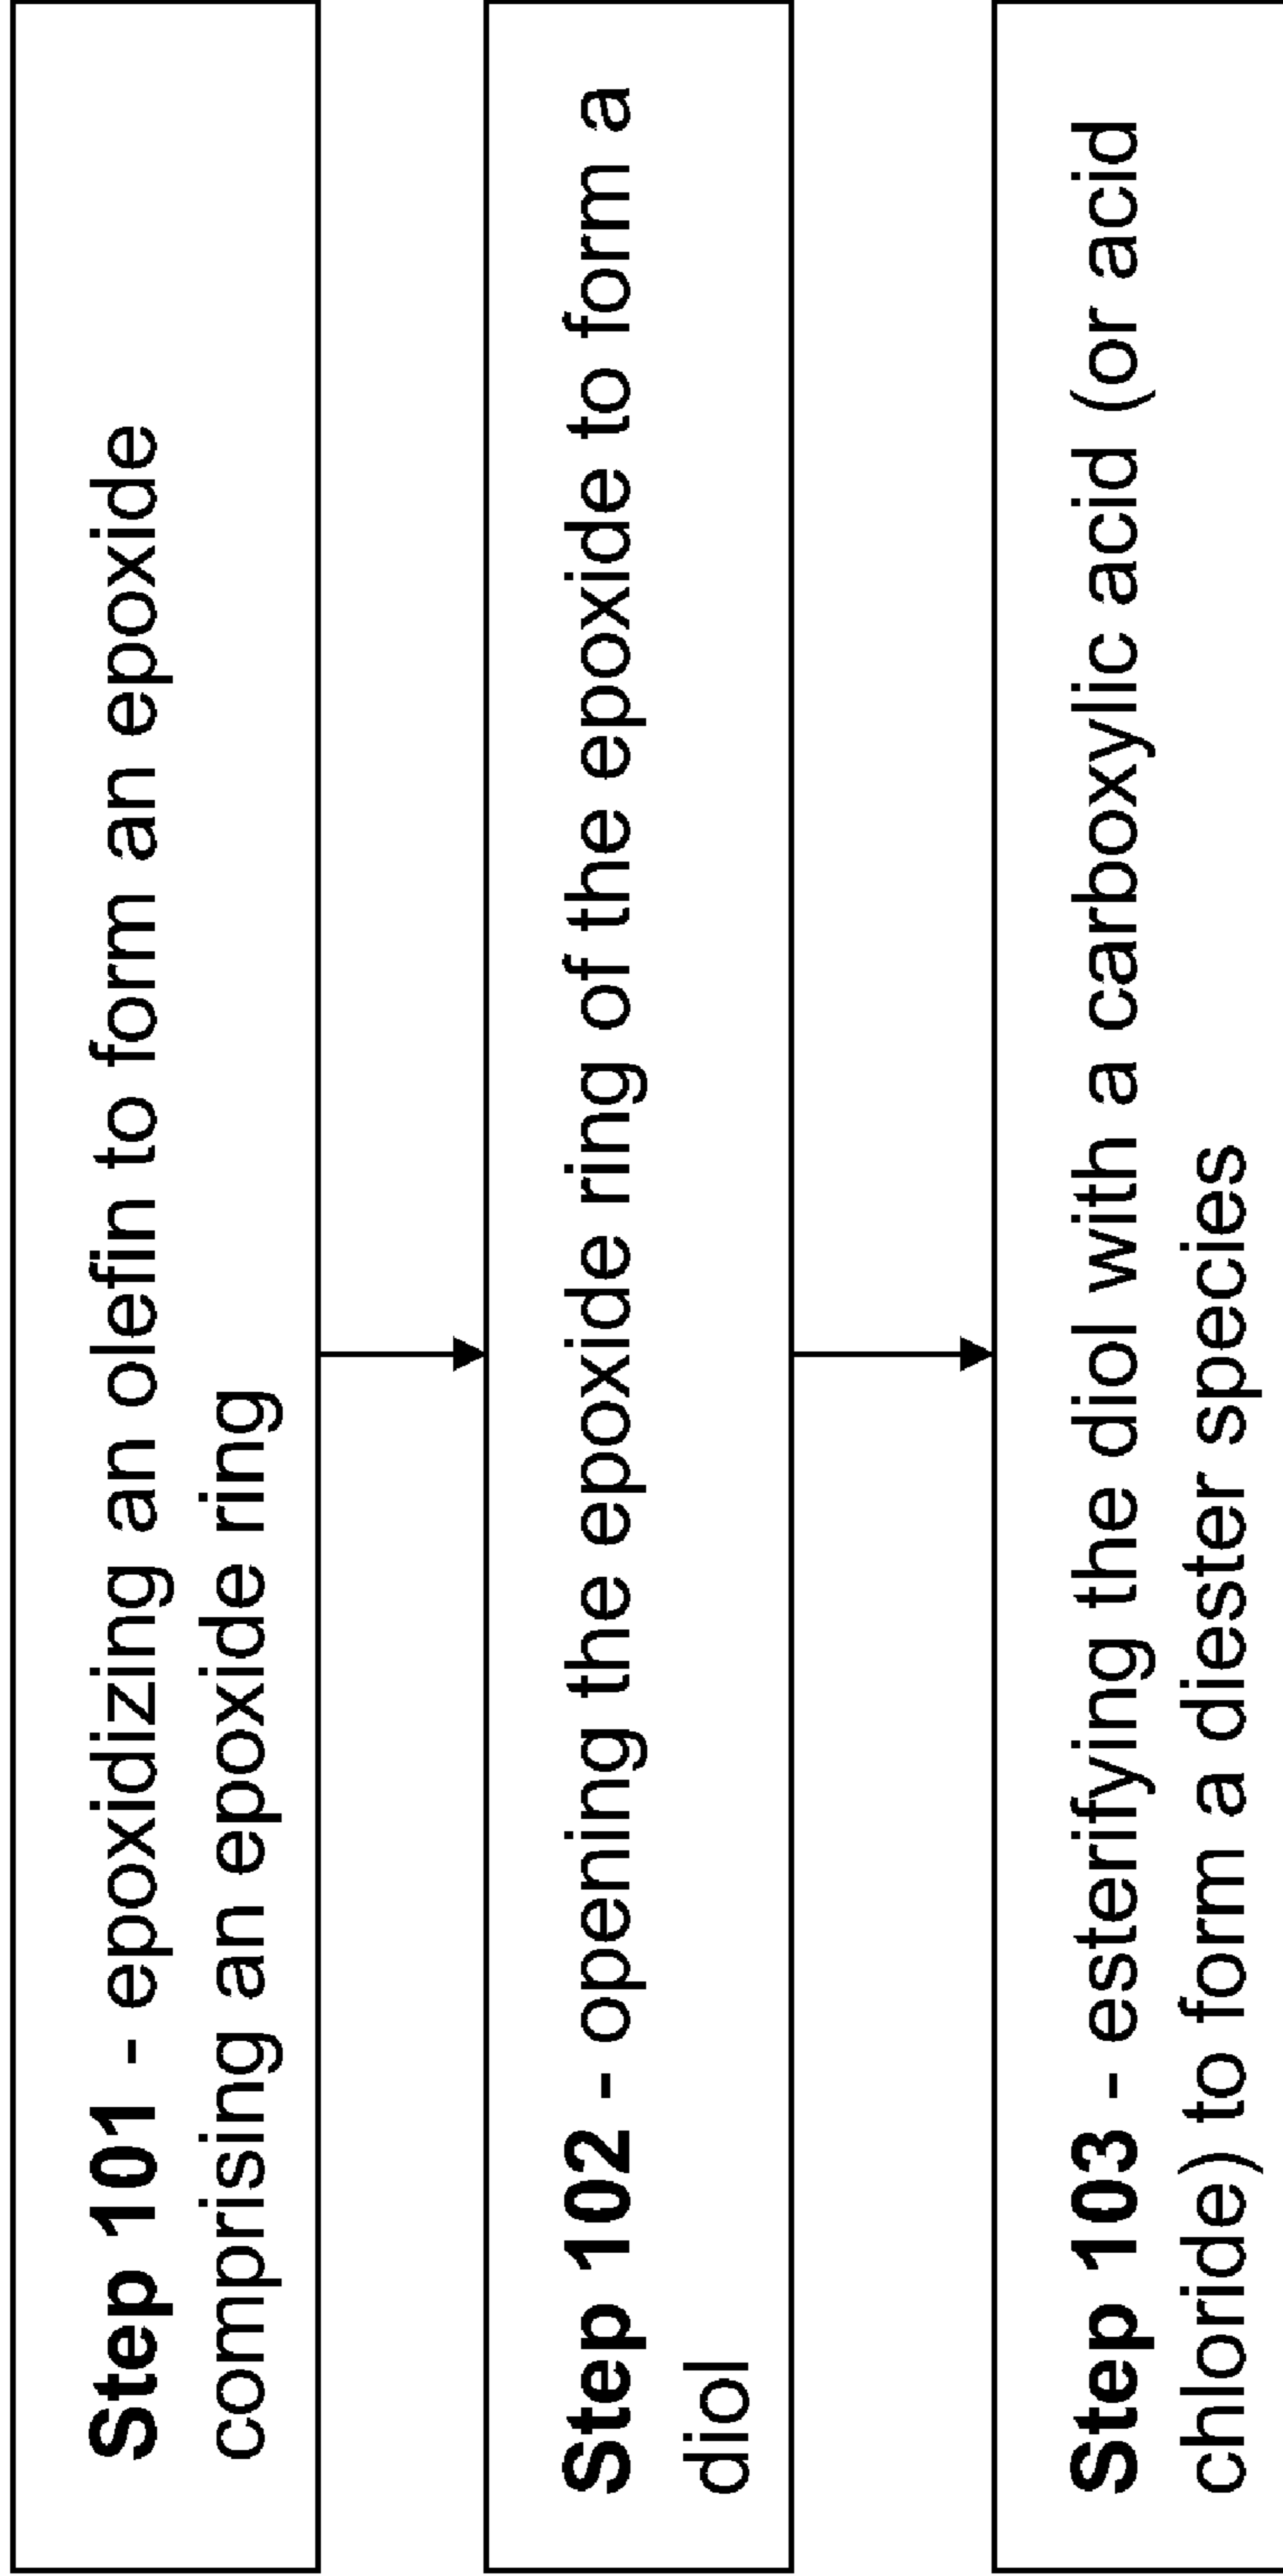 Step 101 - epoxidizing an olefin to form an epoxide
comprising an epoxide ring
Step 102 - opening the epoxide ring of the epoxide to form a
diol
Step 103 - esterifying the diol with a carboxylic acid (or acid
chloride) to form a diester species